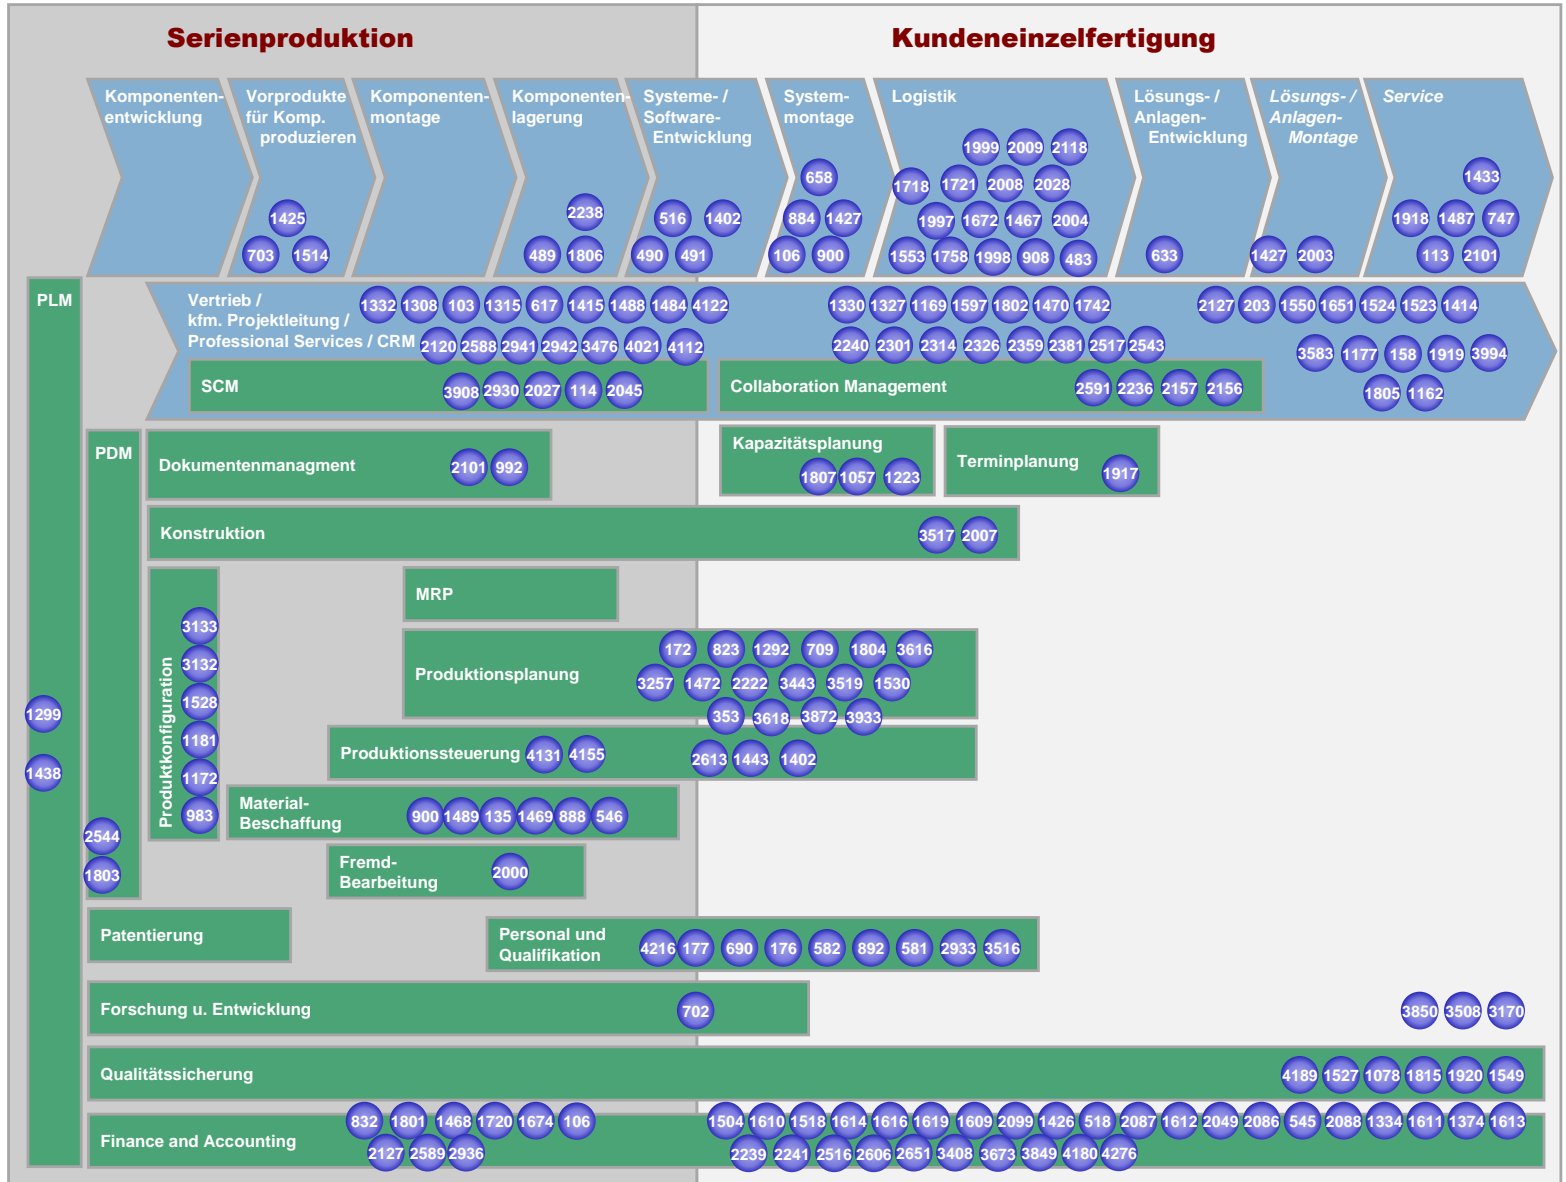 Serienproduktion
Kundeneinzelfertigung
Komponenten-
entwicklung
Vorprodukte
für Komp.
produzieren
1425
703 1514
Komponenten-
montage
Komponenten-
lagerung
2238
489 1806
Systeme- /
Software-
Entwicklung
516 1402
490 491
System-
montage
658
884 1427
106 900
Logistik
1999 2009 2118
1718 1721 2008 2028
1997 1672 1467 2004
1553 1758 1998 908 483
Lösungs- /
Anlagen-
Entwicklung
633
Lösungs- /
Anlagen-
Montage
1427 2003
Service
1433
1918 1487 747
113 2101
PLM
1299
1438
Vertrieb /
kfm. Projektleitung /
Professional Services / CRM
1332 1308 103 1315 617 1415 1488 1484 4122
2120 2588 2941 2942 3476 4021 4112
1330 1327 1169 1597 1802 1470 1742
2240 2301 2314 2326 2359 2381 2517 2543
2127 203 1550 1651 1524 1523 1414
3583 1177 158 1919 3994
1805 1162
SCM
3908 2930 2027 114 2045
Collaboration Management
2591 2236 2157 2156
PDM
2544
1803
Dokumentenmanagment
2101 992
Kapazitätsplanung
1807 1057 1223
Terminplanung
1917
Konstruktion
3517 2007
Produktkonfiguration
3133
3132
1528
1181
1172
983
MRP
Produktionsplanung
172 823 1292 709 1804 3616
3257 1472 2222 3443 3519 1530
353 3618 3872 3933
Produktionssteuerung
4131 4155 2613 1443 1402
Material-
Beschaffung
900 1489 135 1469 888 546
Fremd-
Bearbeitung
2000
Patentierung
Personal und
Qualifikation
4216 177 690 176 582 892 581 2933 3516
Forschung u. Entwicklung
702
3850 3508 3170
Qualitätssicherung
4189 1527 1078 1815 1920 1549
Finance and Accounting
832 1801 1468 1720 1674 106
2127 2589 2936
1504 1610 1518 1614 1616 1619 1609 2099 1426 518 2087 1612 2049 2086 545 2088 1334 1611 1374 1613
2239 2241 2516 2606 2651 3408 3673 3849 4180 4276